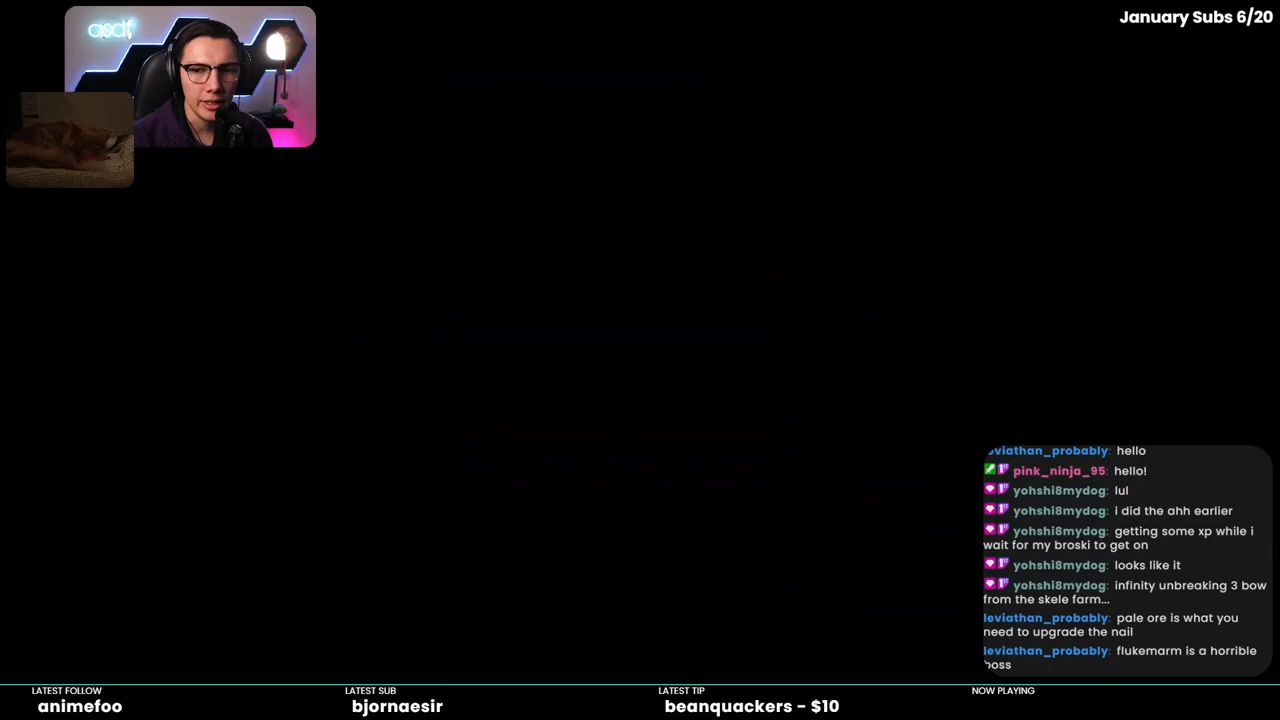 asdf
January Subs 6/20
leviathan_probably: hello
pink_ninja_95: hello!
yohshi8mydog: lul
yohshi8mydog: i did the ahh earlier
yohshi8mydog: getting some xp while i
wait for my broski to get on
yohshi8mydog: looks like it
yohshi8mydog: infinity unbreaking 3 bow
from the skele farm...
leviathan_probably: pale ore is what you
need to upgrade the nail
leviathan_probably: flukemarm is a horrible
boss
LATEST FOLLOW
animefoo
LATEST SUB
bjornaesir
LATEST TIP
beanquackers - $10
NOW PLAYING